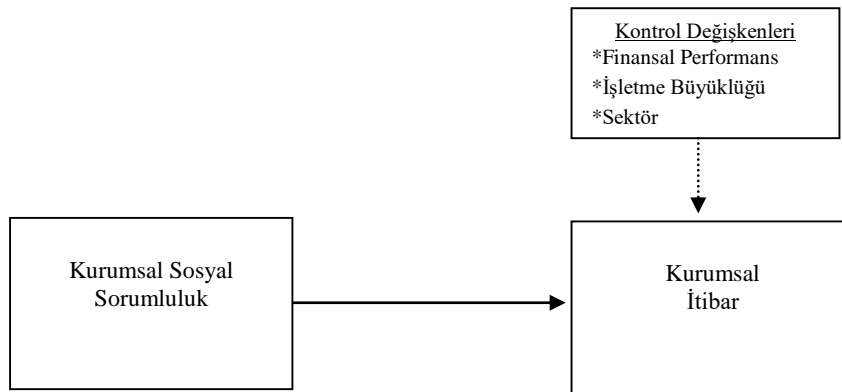 Kontrol Değişkenleri
*Finansal Performans
*İşletme Büyüklüğü
*Sektör
Kurumsal Sosyal
Sorumluluk
Kurumsal
İtibar